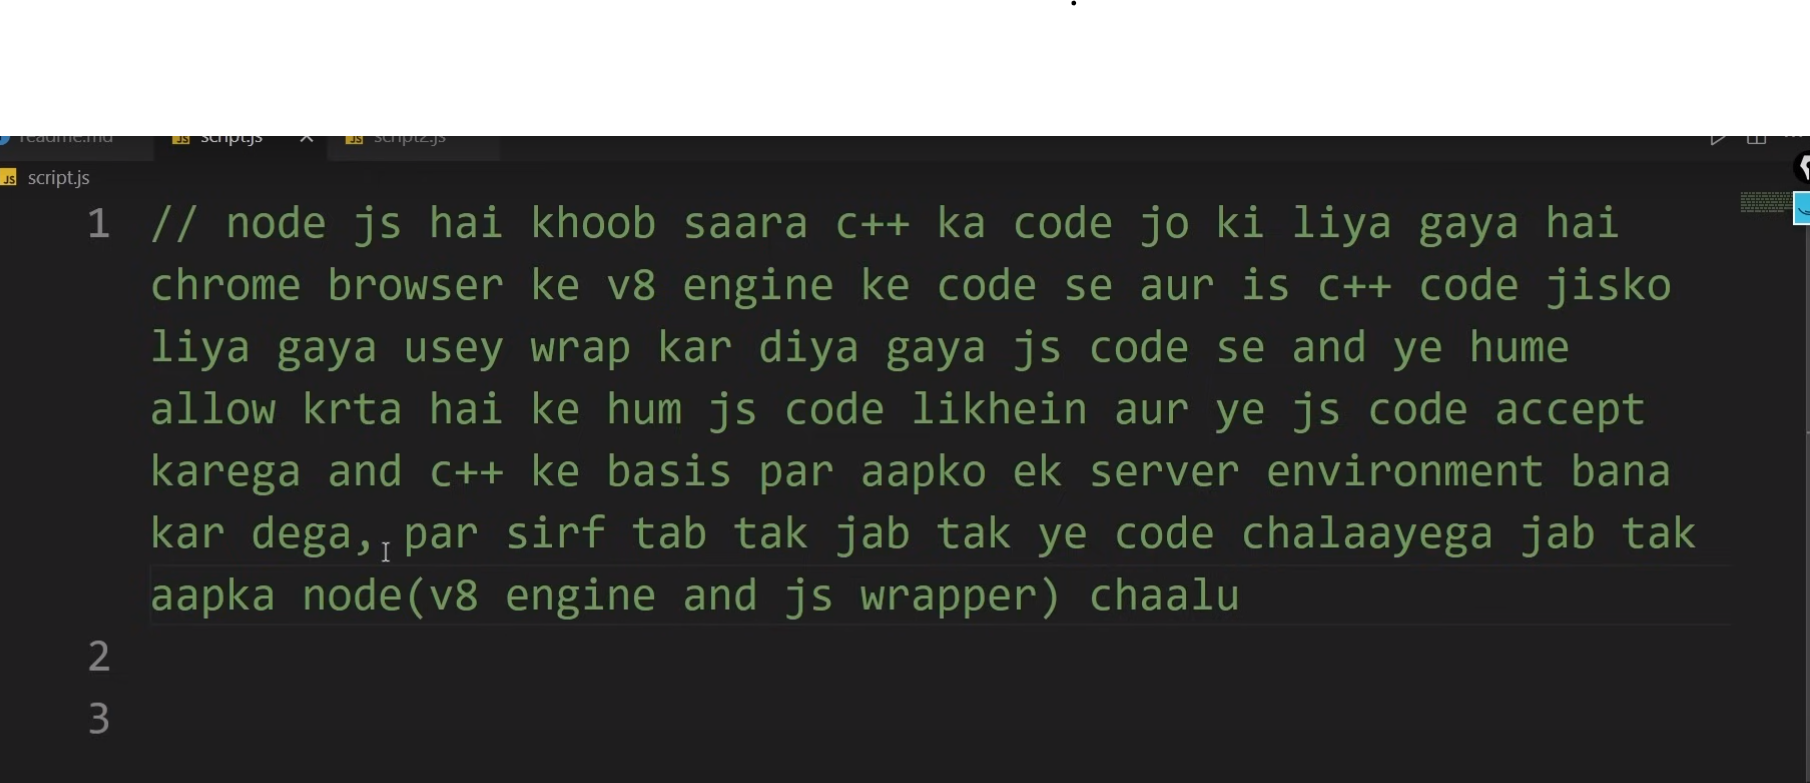 readme.md script.js script2.js
script.js
1 // node js hai khoob saara c++ ka code jo ki liya gaya hai
chrome browser ke v8 engine ke code se aur is c++ code jisko
liya gaya usey wrap kar diya gaya js code se and ye hume
allow krta hai ke hum js code likhein aur ye js code accept
karega and c++ ke basis par aapko ek server environment bana
kar dega, par sirf tab tak jab tak ye code chalaayega jab tak
aapka node(v8 engine and js wrapper) chaalu
2
3